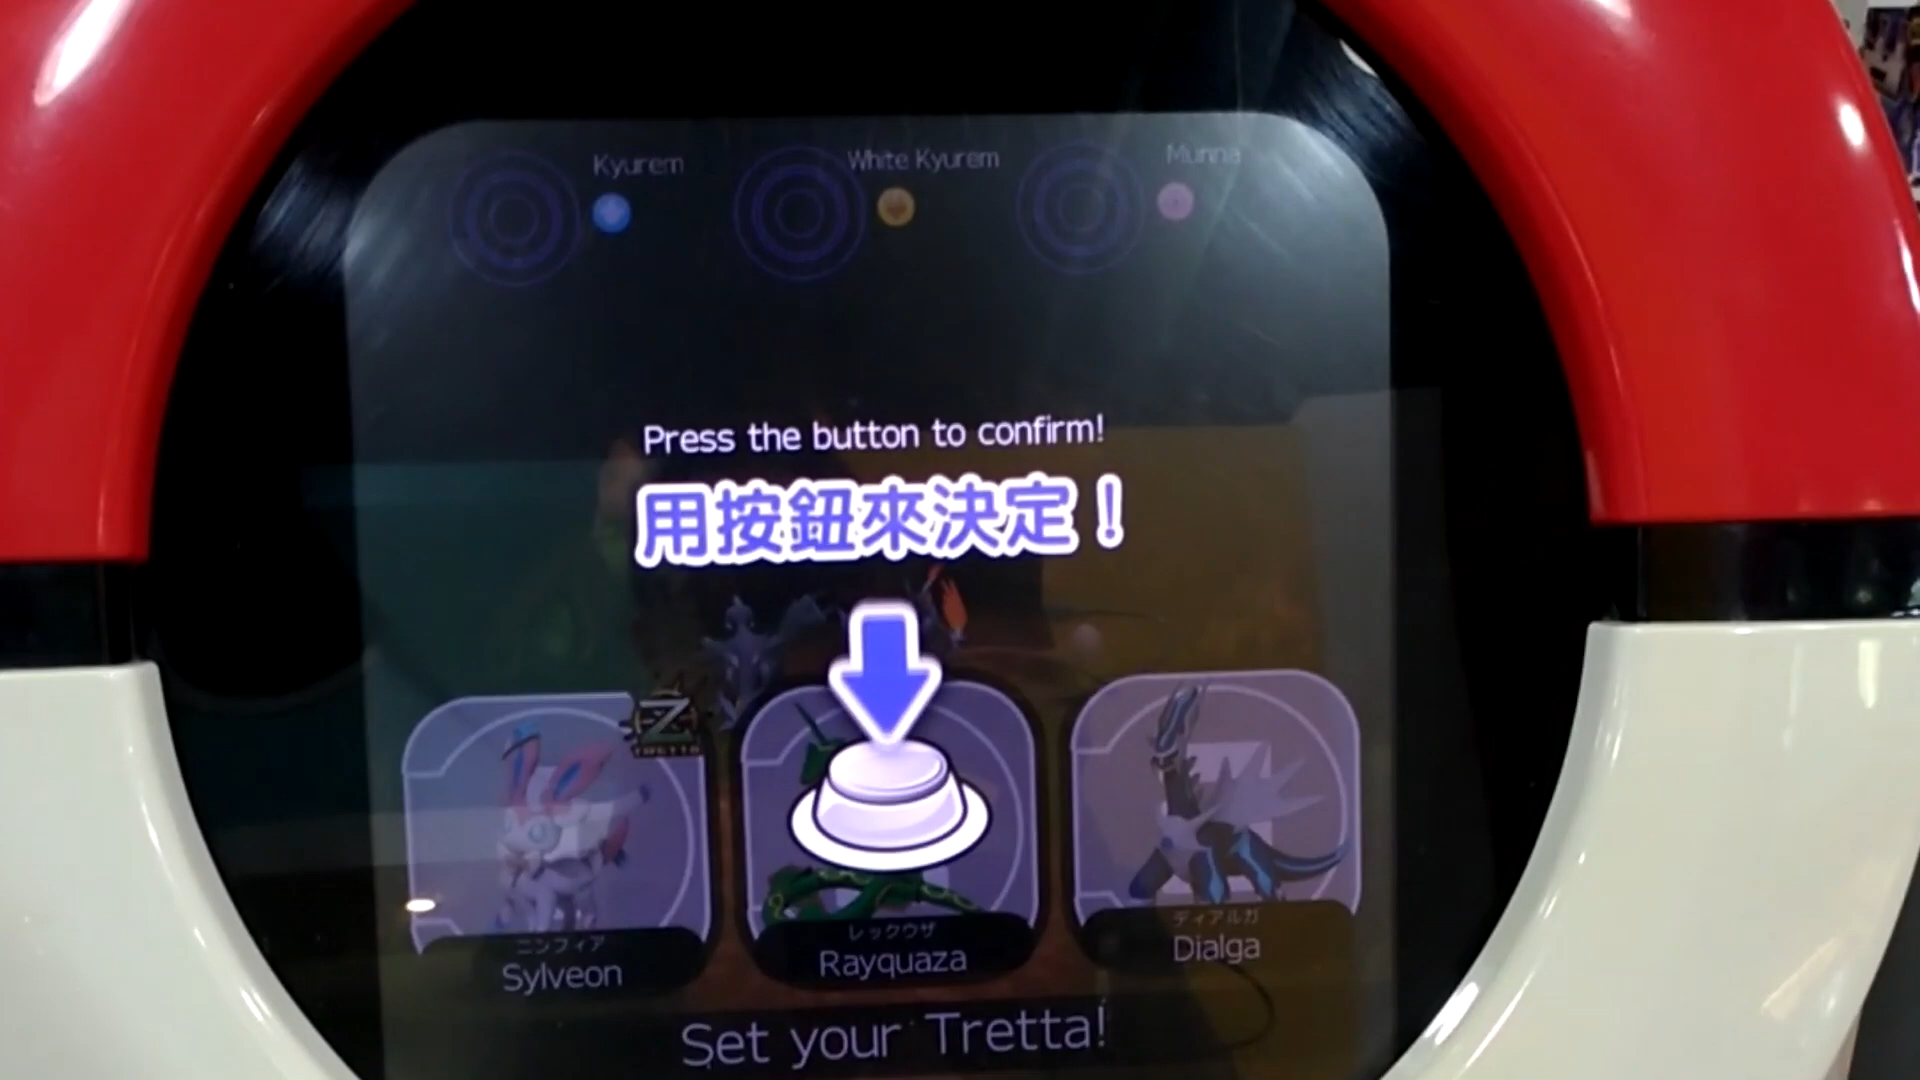 Kyurem
White Kyurem
Munna
Press the button to confirm!
用按鈕來決定！
Z
TRETTA
ニンフィア
Sylveon
レックウザ
Rayquaza
ディアルガ
Dialga
Set your Tretta!